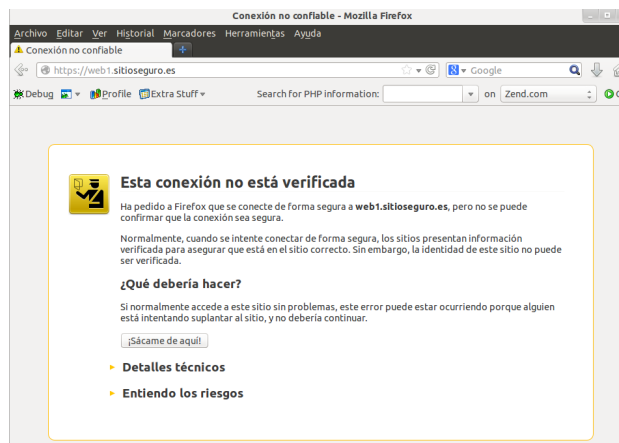 Conexión no confiable - Mozilla Firefox
Archivo Editar Ver Historial Marcadores Herramientas Ayuda
Conexión no confiable
https://web1.sitioseguro.es
Google
Debug Profile Extra Stuff Search for PHP information: on Zend.com
Esta conexión no está verificada
Ha pedido a Firefox que se conecte de forma segura a web1.sitioseguro.es, pero no se puede
confirmar que la conexión sea segura.
Normalmente, cuando se intente conectar de forma segura, los sitios presentan información
verificada para asegurar que está en el sitio correcto. Sin embargo, la identidad de este sitio no puede
ser verificada.
¿Qué debería hacer?
Si normalmente accede a este sitio sin problemas, este error puede estar ocurriendo porque alguien
está intentando suplantar al sitio, y no debería continuar.
¡Sácame de aquí!
Detalles técnicos
Entiendo los riesgos